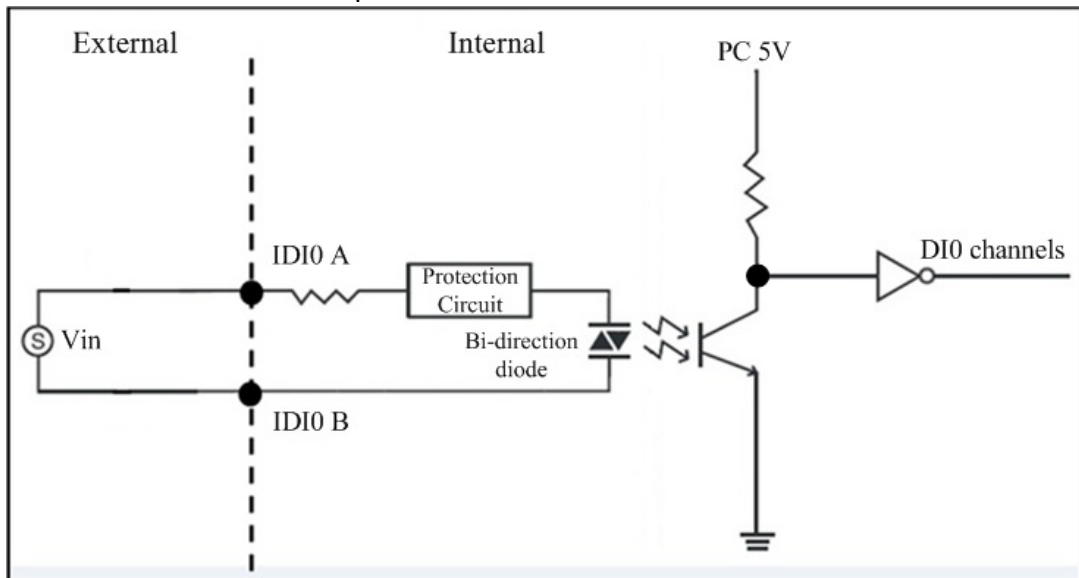 External
Internal
PC 5V
IDI0 A
Protection
Circuit
DI0 channels
S
Vin
Bi-direction
diode
IDI0 B